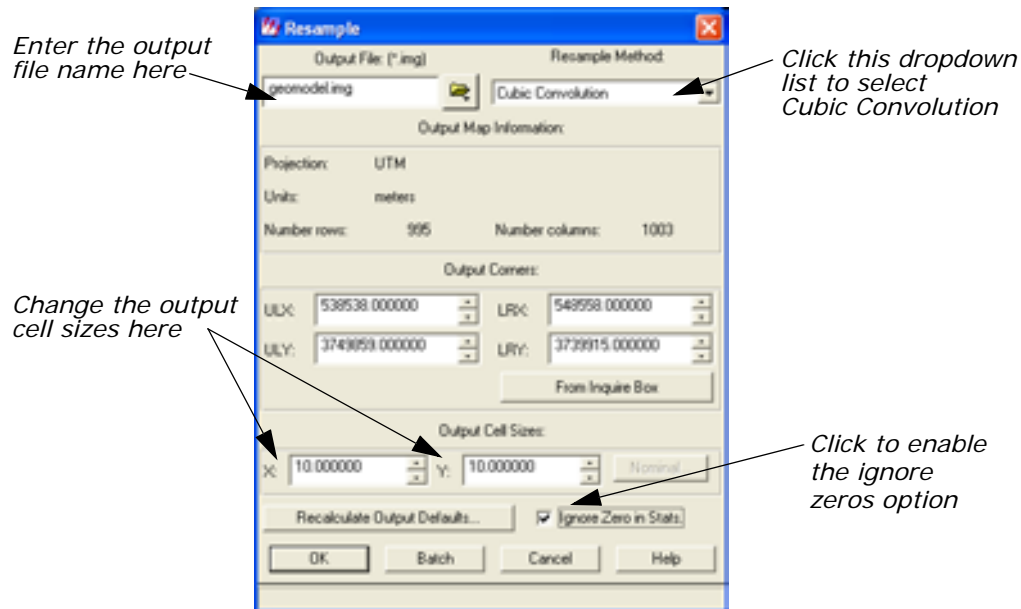 Resample
Enter the output
file name here
Output File: (*.img)
Resample Method:
geomodel.img
Cubic Convolution
Click this dropdown
list to select
Cubic Convolution
Output Map Information:
Projection: UTM
Units: meters
Number rows: 995 Number columns: 1003
Output Corners:
Change the output
cell sizes here
ULX: 538538.000000 LRX: 548558.000000
ULY: 3749859.000000 LRY: 3739915.000000
From Inquire Box
Output Cell Sizes:
X: 10.000000 Y: 10.000000 Nominal...
Click to enable
the ignore
zeros option
Recalculate Output Defaults... Ignore Zero in Stats.
OK Batch Cancel Help